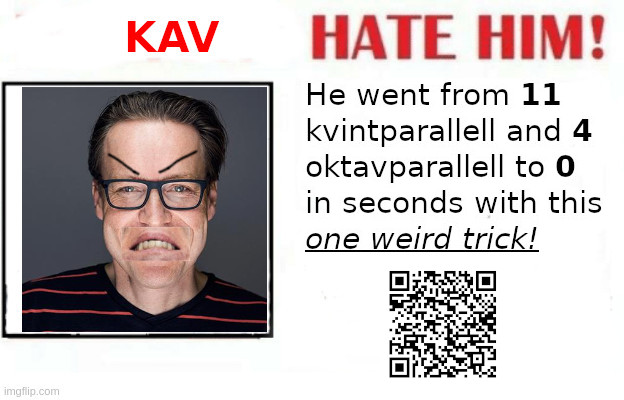 KAV HATE HIM!
He went from 11
kvintparallell and 4
oktavparallell to 0
in seconds with this
one weird trick!
imgflip.com